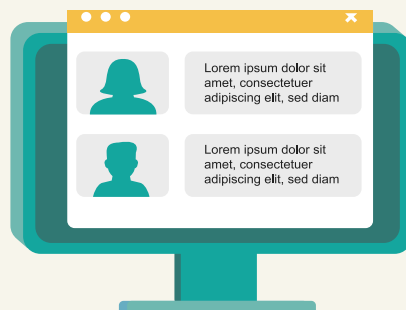 Lorem ipsum dolor sit
amet, consectetuer
adipiscing elit, sed diam
Lorem ipsum dolor sit
amet, consectetuer
adipiscing elit, sed diam